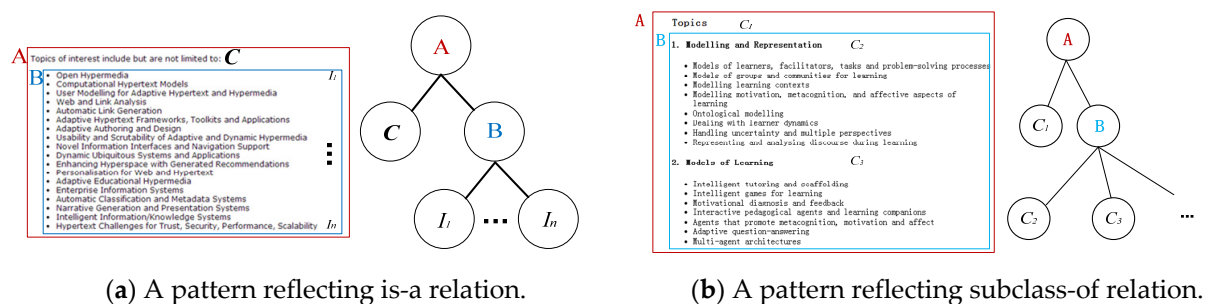 A
Topics of interest include but are not limited to: C
B
• Open Hypermedia
I1
• Computational Hypertext Models
• User Modelling for Adaptive Hypertext and Hypermedia
• Web and Link Analysis
• Automatic Link Generation
• Adaptive Hypertext Frameworks, Toolkits and Applications
• Adaptive Authoring and Design
• Usability and Scrutability of Adaptive and Dynamic Hypermedia
• Novel Information Interfaces and Navigation Support
• Dynamic Ubiquitous Systems and Applications
• Enhancing Hyperspace with Generated Recommendations
• Personalisation for Web and Hypertext
• Adaptive Educational Hypermedia
• Enterprise Information Systems
• Automatic Classification and Metadata Systems
• Narrative Generation and Presentation Systems
• Intelligent Information/Knowledge Systems
• Hypertext Challenges for Trust, Security, Performance, Scalability In
A
C
B
I1 ... In
(a) A pattern reflecting is-a relation.
A
Topics C1
B
1. Modelling and Representation C2
• Models of learners, facilitators, tasks and problem-solving processes
• Models of groups and communities for learning
• Modelling learning contexts
• Modelling motivation, metacognition, and affective aspects of
learning
• Ontological modelling
• Dealing with learner dynamics
• Handling uncertainty and multiple perspectives
• Representing and analysing discourse during learning
C3
2. Models of Learning
• Intelligent tutoring and scaffolding
• Intelligent games for learning
• Motivational diagnosis and feedback
• Interactive pedagogical agents and learning companions
• Agents that promote metacognition, motivation and affect
• Adaptive question-answering
• Multi-agent architectures
A
C1
B
C2
C3
...
(b) A pattern reflecting subclass-of relation.